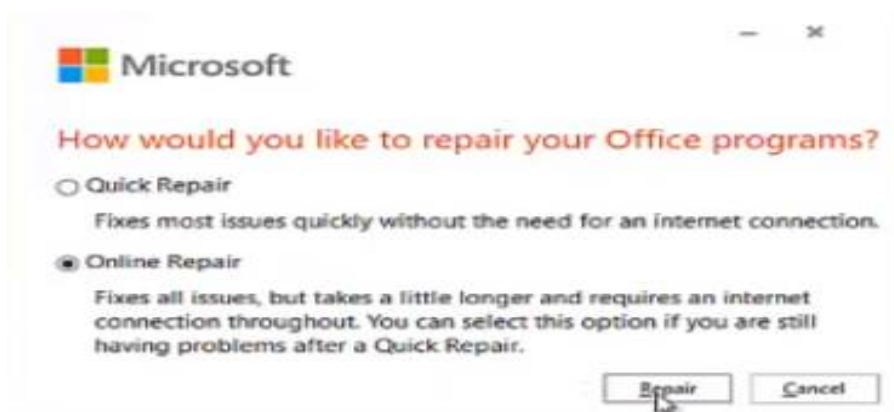 Microsoft
How would you like to repair your Office programs?
Quick Repair
Fixes most issues quickly without the need for an internet connection.
Online Repair
Fixes all issues, but takes a little longer and requires an internet
connection throughout. You can select this option if you are still
having problems after a Quick Repair.
Repair Cancel